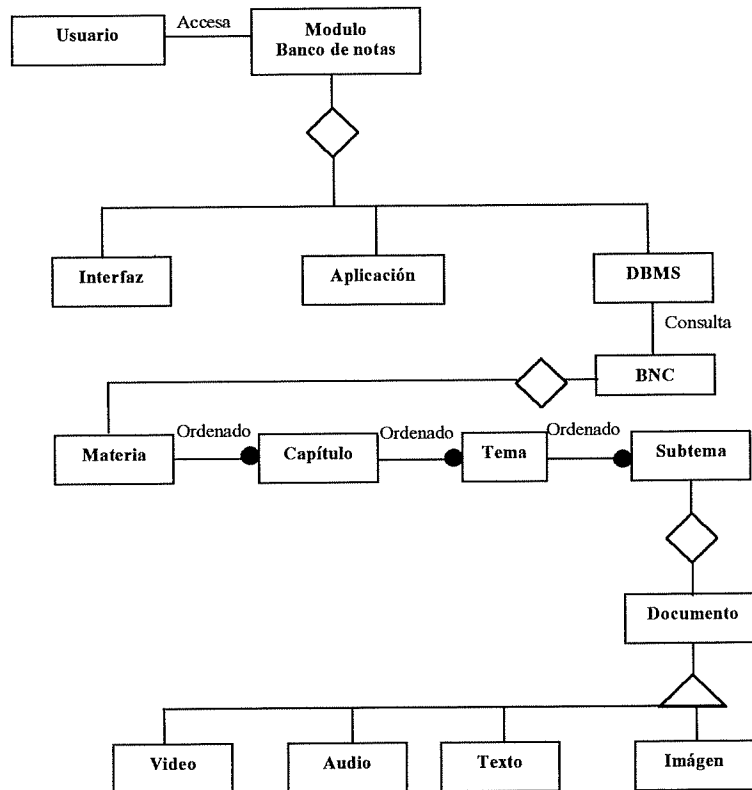 Usuario
Accesa
Modulo
Banco de notas
Interfaz
Aplicación
DBMS
Consulta
BNC
Materia
Ordenado
Capítulo
Ordenado
Tema
Ordenado
Subtema
Documento
Video
Audio
Texto
Imágen